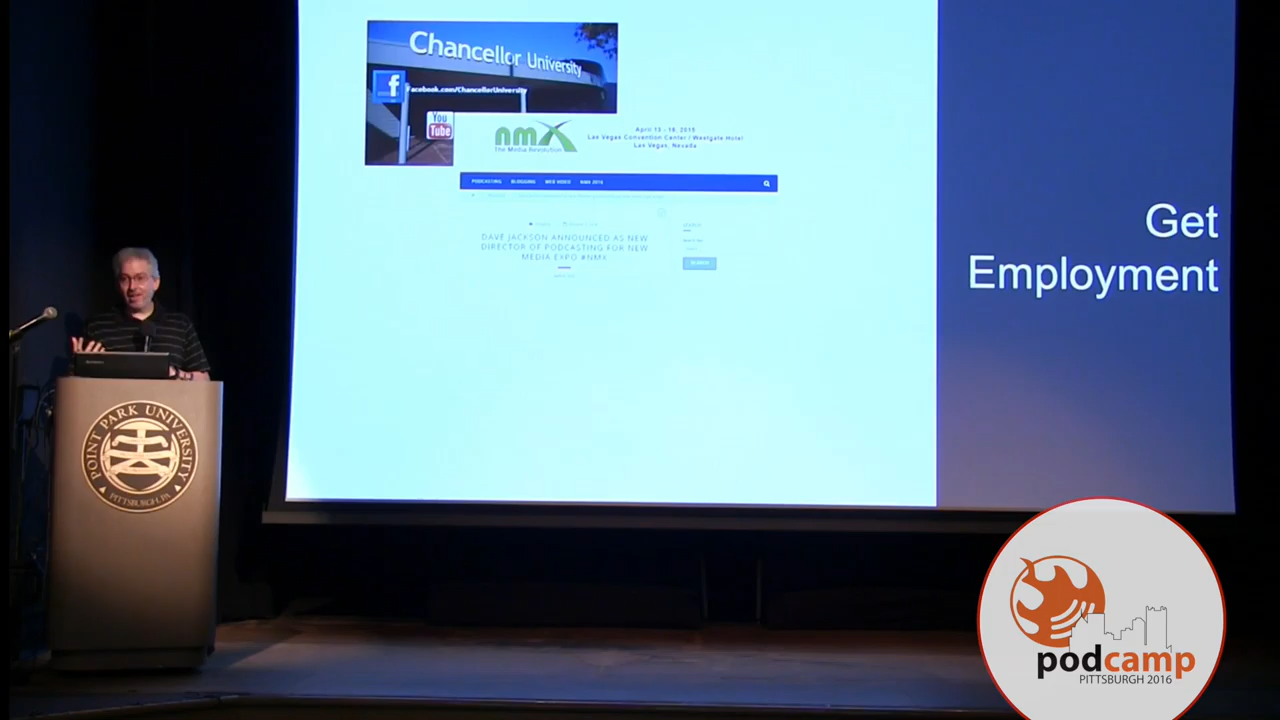 Chancellor University
Facebook.com/ChancellorUniversity
You
Tube
nmx
The Media Revolution
April 13 - 16, 2015
Las Vegas Convention Center / Westgate Hotel
Las Vegas, Nevada
PODCASTING BLOGGING WEB VIDEO NMX 2015
DAVE JACKSON ANNOUNCED AS NEW
DIRECTOR OF PODCASTING FOR NEW
MEDIA EXPO #NMX
SEARCH
SEARCH
Get
Employment
POINT PARK UNIVERSITY
PITTSBURGH, PA
podcamp
PITTSBURGH 2016